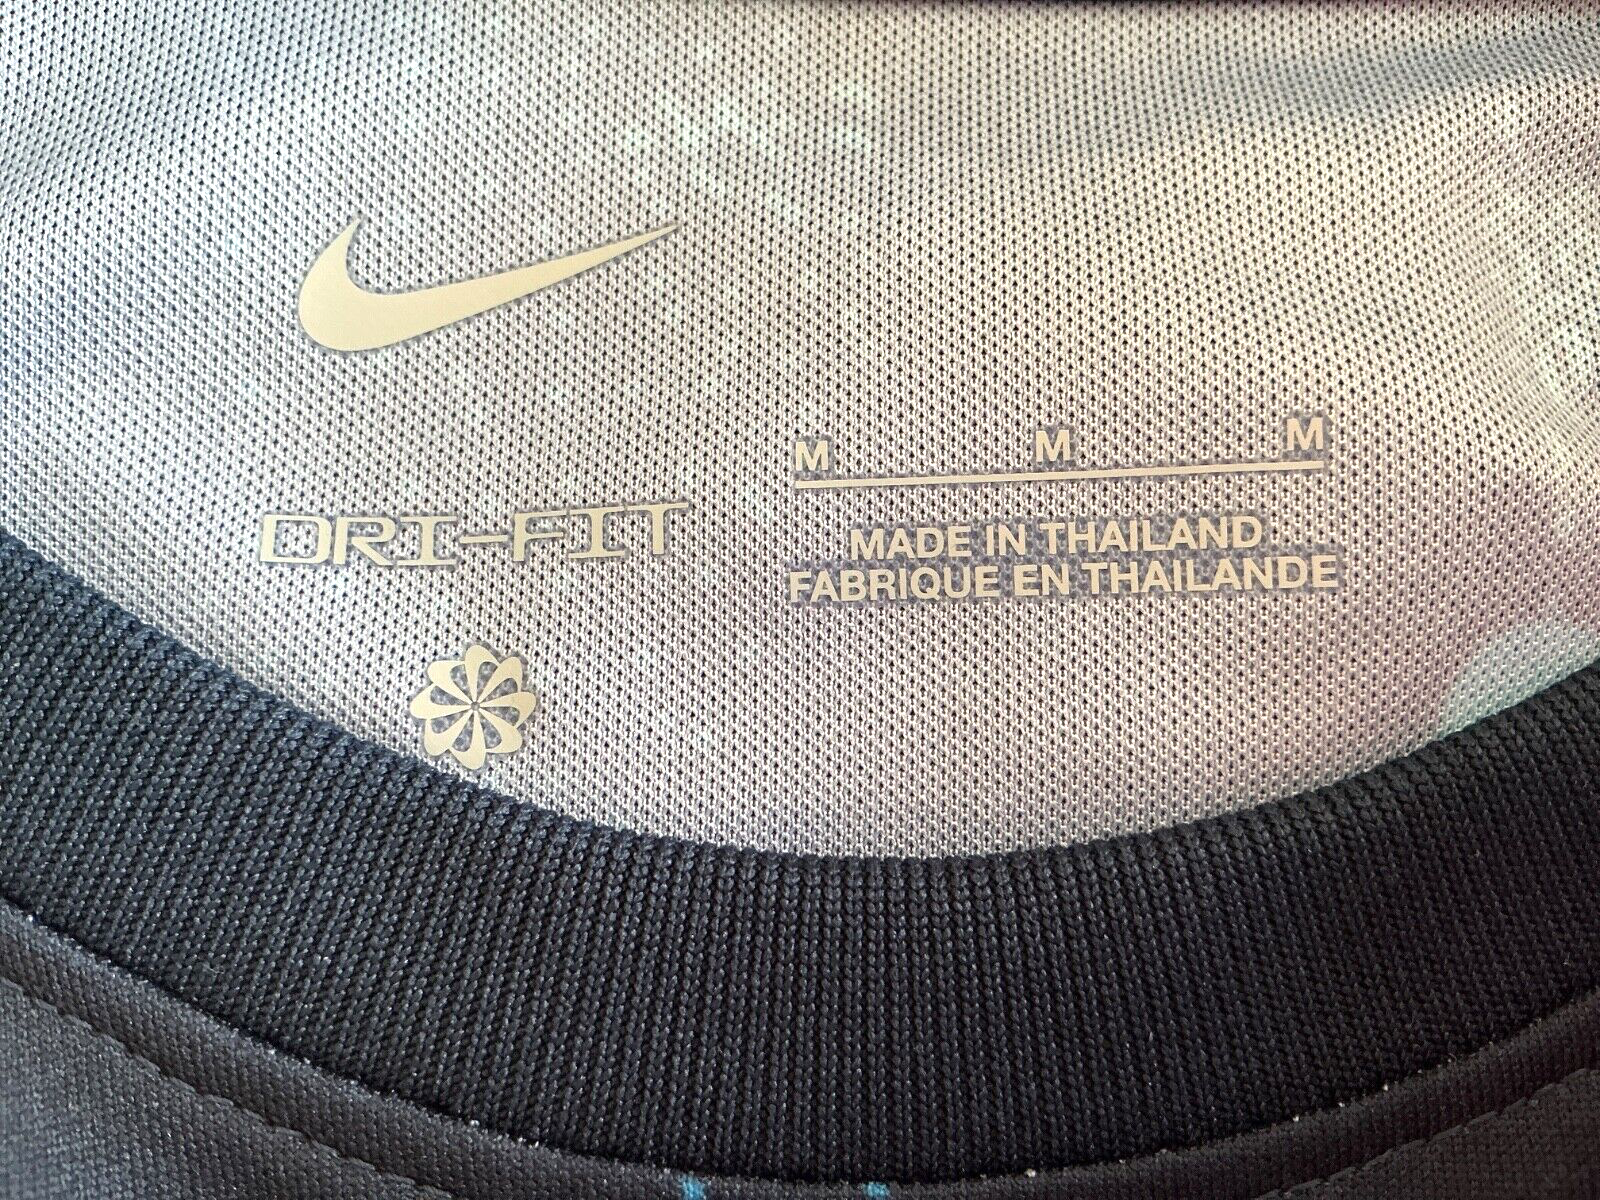 M M M
DRI-FIT
MADE IN THAILAND
FABRIQUE EN THAILANDE